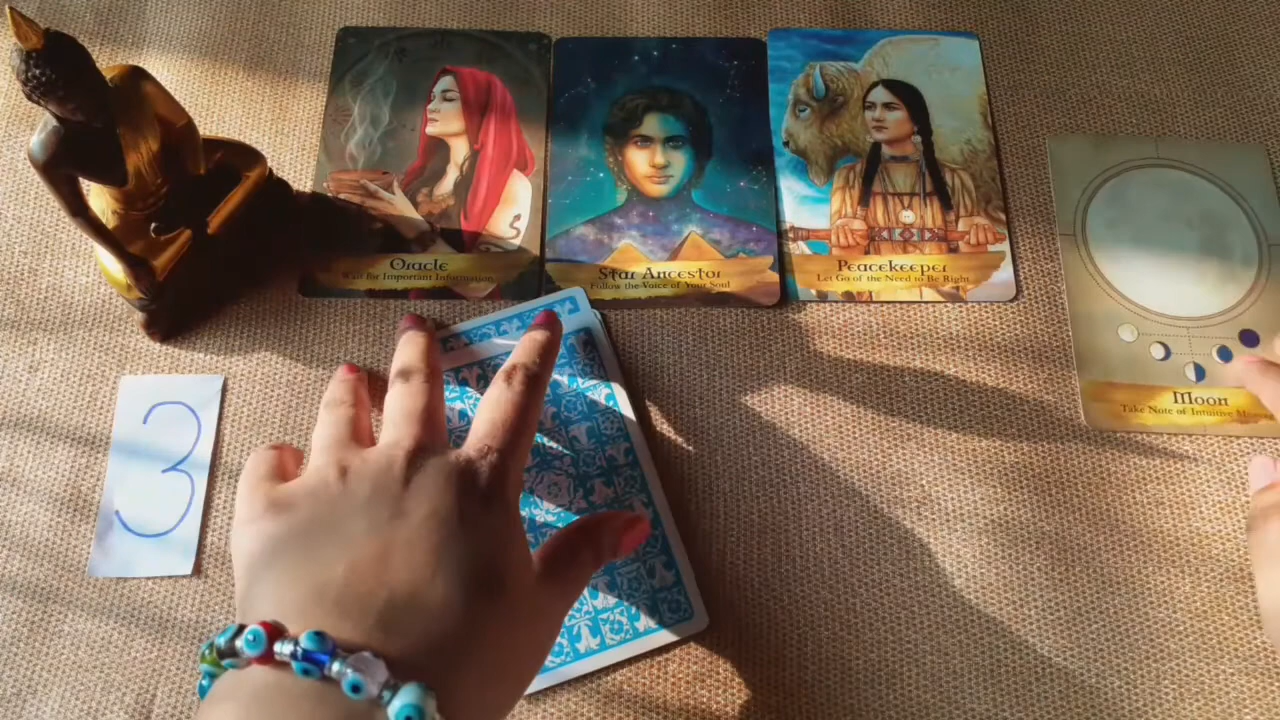 Oracle
Wait for Important Information
Star Ancestor
Follow the Voice of Your Soul
Peacekeeper
Let Go of the Need to Be Right
Moon
Take Note of Intuitive
3